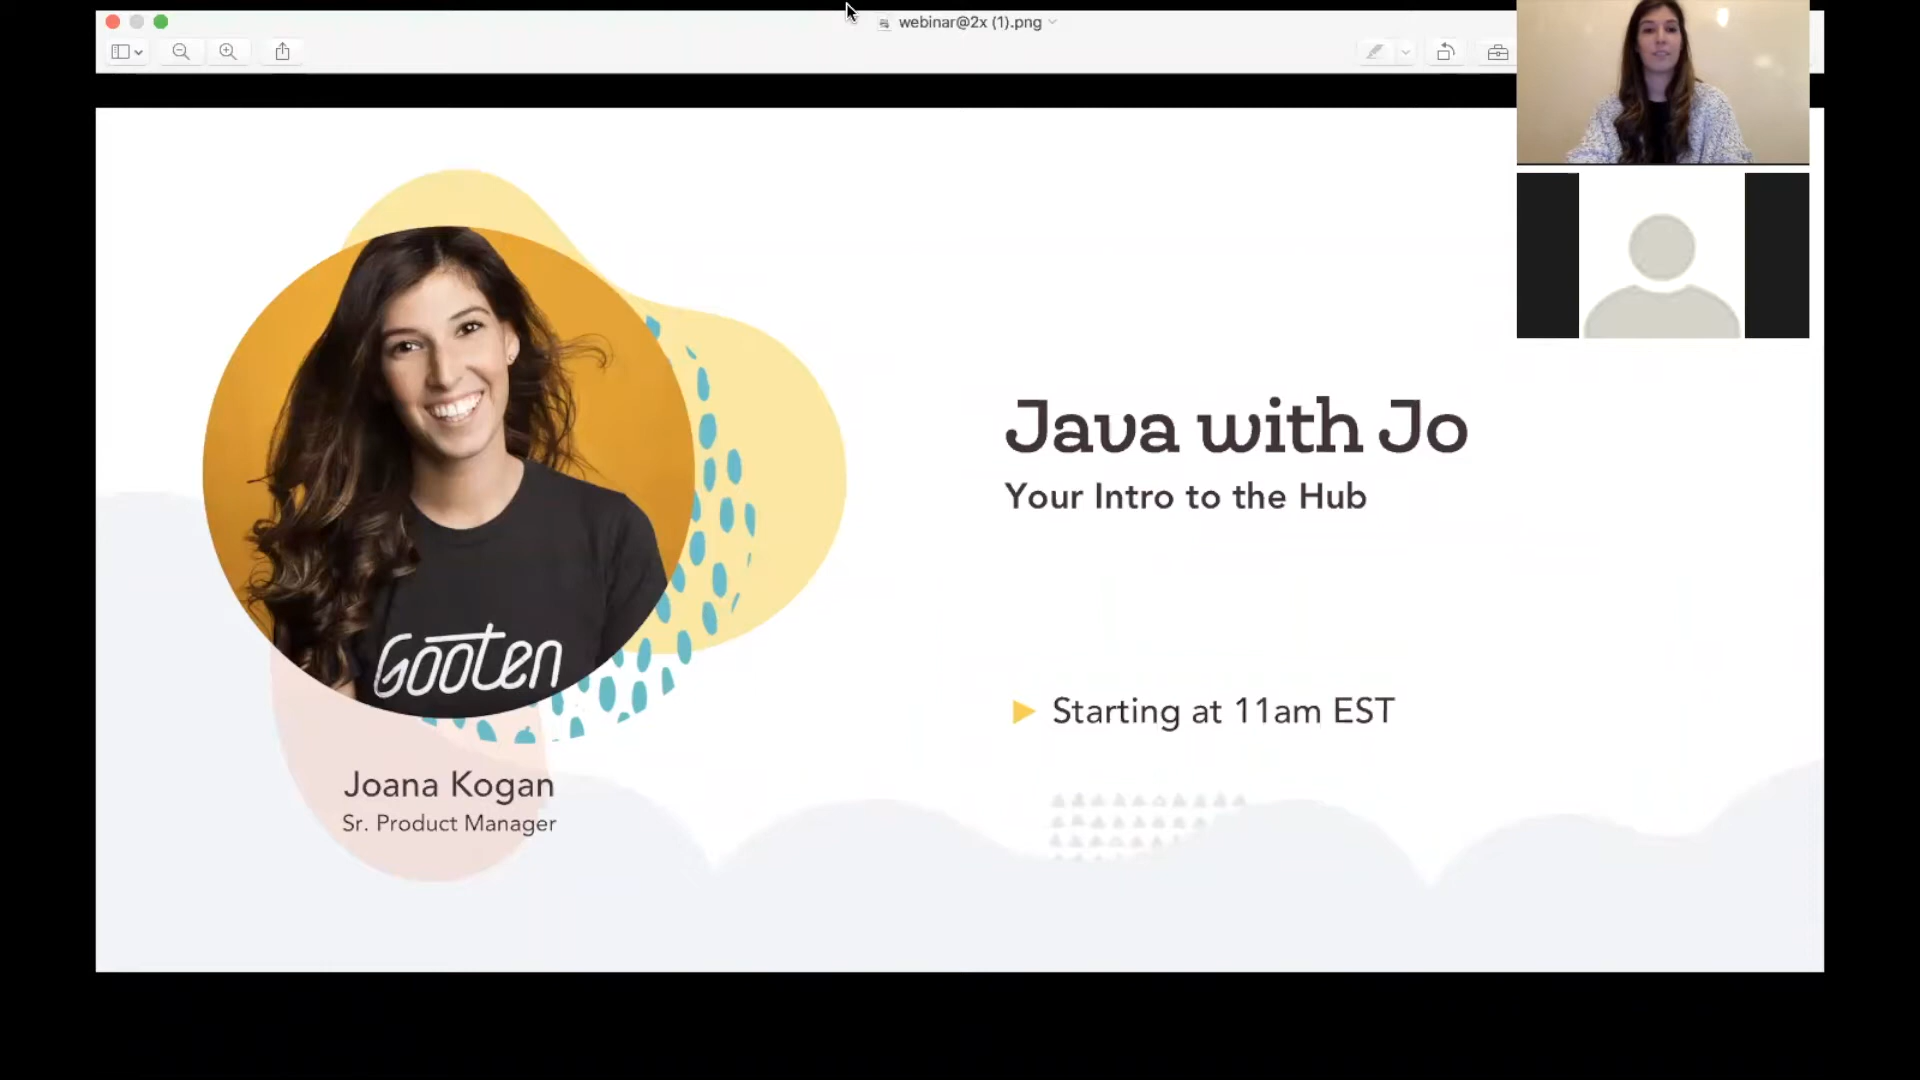 webinar@2x (1).png
Java with Jo
Your Intro to the Hub
Gooten
Starting at 11am EST
Joana Kogan
Sr. Product Manager